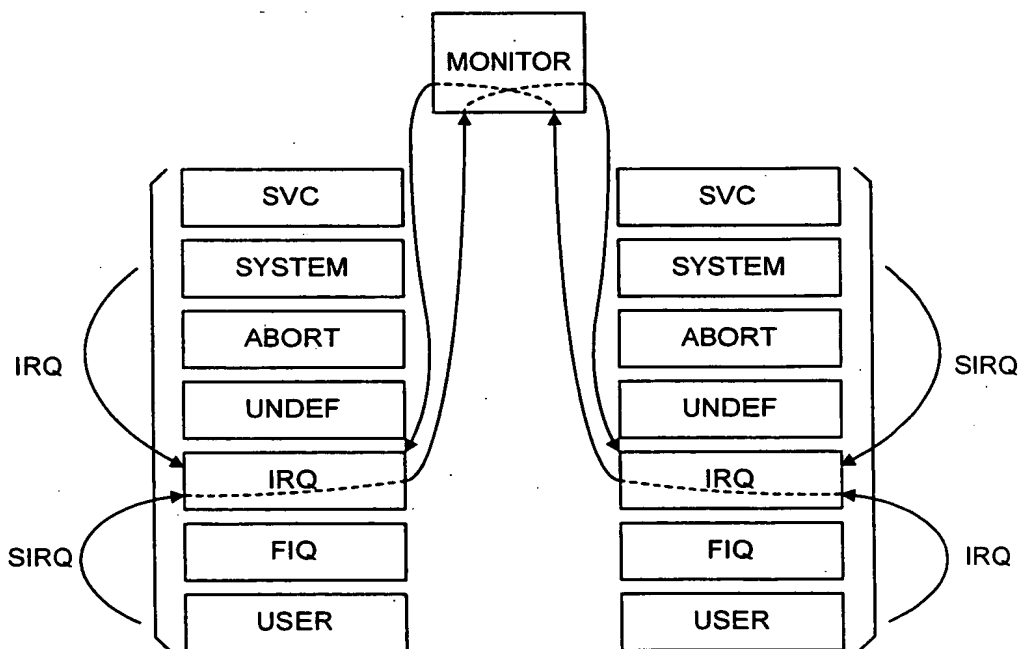 MONITOR
SVC
SYSTEM
ABORT
UNDEF
IRQ
FIQ
USER
IRQ
SIRQ
SVC
SYSTEM
ABORT
UNDEF
IRQ
FIQ
USER
SIRQ
IRQ